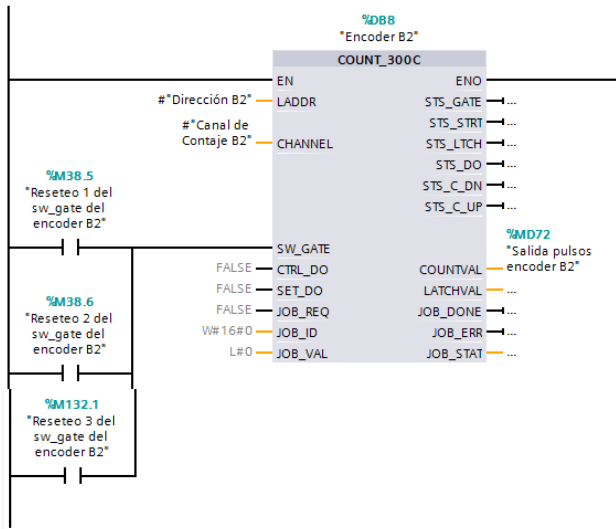 %DB8
"Encoder B2"
COUNT_300C
EN ENO
#"Dirección B2" LADDR STS_GATE ...
STS_STRT ...
#"Canal de
Contaje B2" CHANNEL STS_LTCH ...
STS_DO ...
STS_C_DN ...
STS_C_UP ...
%M38.5
"Reseteo 1 del
sw_gate del
encoder B2"
%MD72
"Salida pulsos
encoder B2"
SW_GATE
FALSE CTRL_DO COUNTVAL
FALSE SET_DO LATCHVAL ...
FALSE JOB_REQ JOB_DONE ...
W#16#0 JOB_ID JOB_ERR ...
L#0 JOB_VAL JOB_STAT ...
%M38.6
"Reseteo 2 del
sw_gate del
encoder B2"
%M132.1
"Reseteo 3 del
sw_gate del
encoder B2"